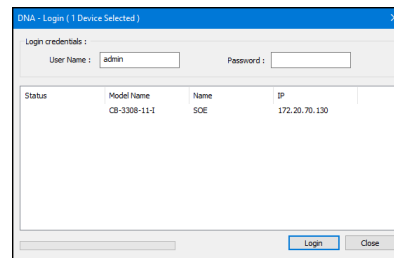 DNA - Login ( 1 Device Selected )
Login credentials :
User Name : admin Password :
Status Model Name Name IP
CB-3308-11-I SOE 172.20.70.130
Login Close